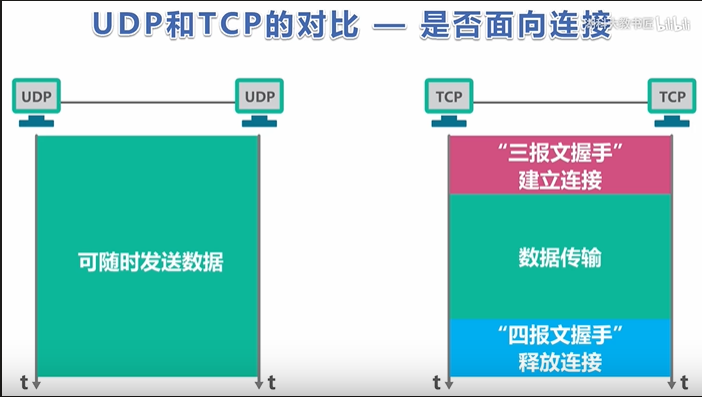 UDP和TCP的对比 — 是否面向连接
bilibili
UDP
UDP
TCP
TCP
可随时发送数据
“三报文握手”
建立连接
数据传输
“四报文握手”
释放连接
t
t
t
t